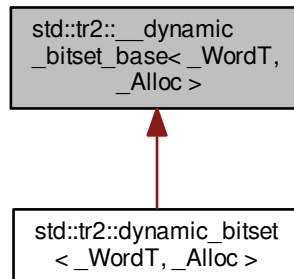 std::tr2::__dynamic
_bitset_base< _WordT,
_Alloc >
std::tr2::dynamic_bitset
< _WordT, _Alloc >